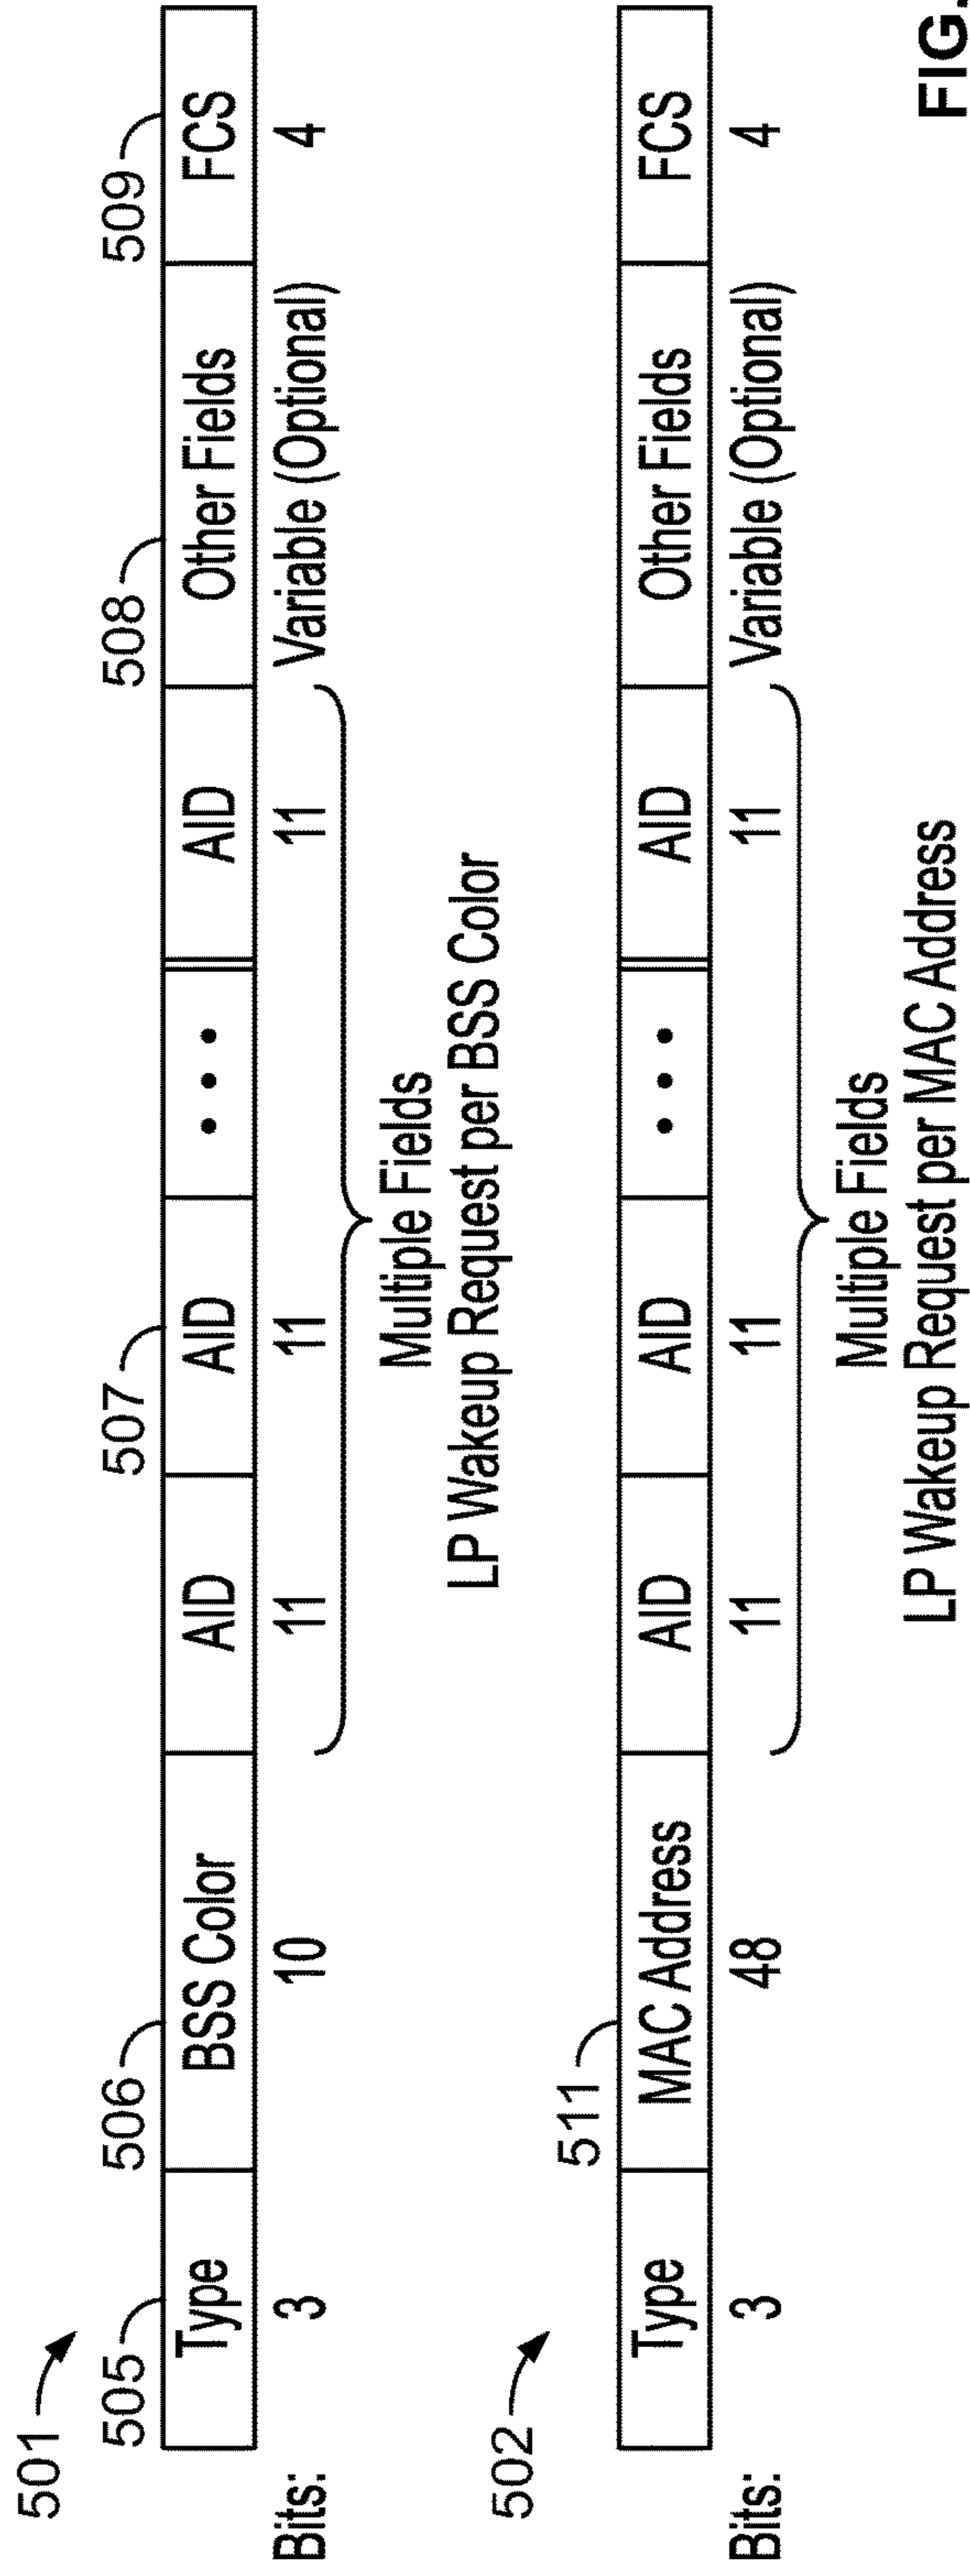 501
505 506 507 508 509
Type BSS Color AID AID • • • AID Other Fields FCS
Bits: 3 10 11 11 11 Variable (Optional) 4
Multiple Fields
LP Wakeup Request per BSS Color
502
511
Type MAC Address AID AID • • • AID Other Fields FCS
Bits: 3 48 11 11 11 Variable (Optional) 4
Multiple Fields
LP Wakeup Request per MAC Address
FIG.